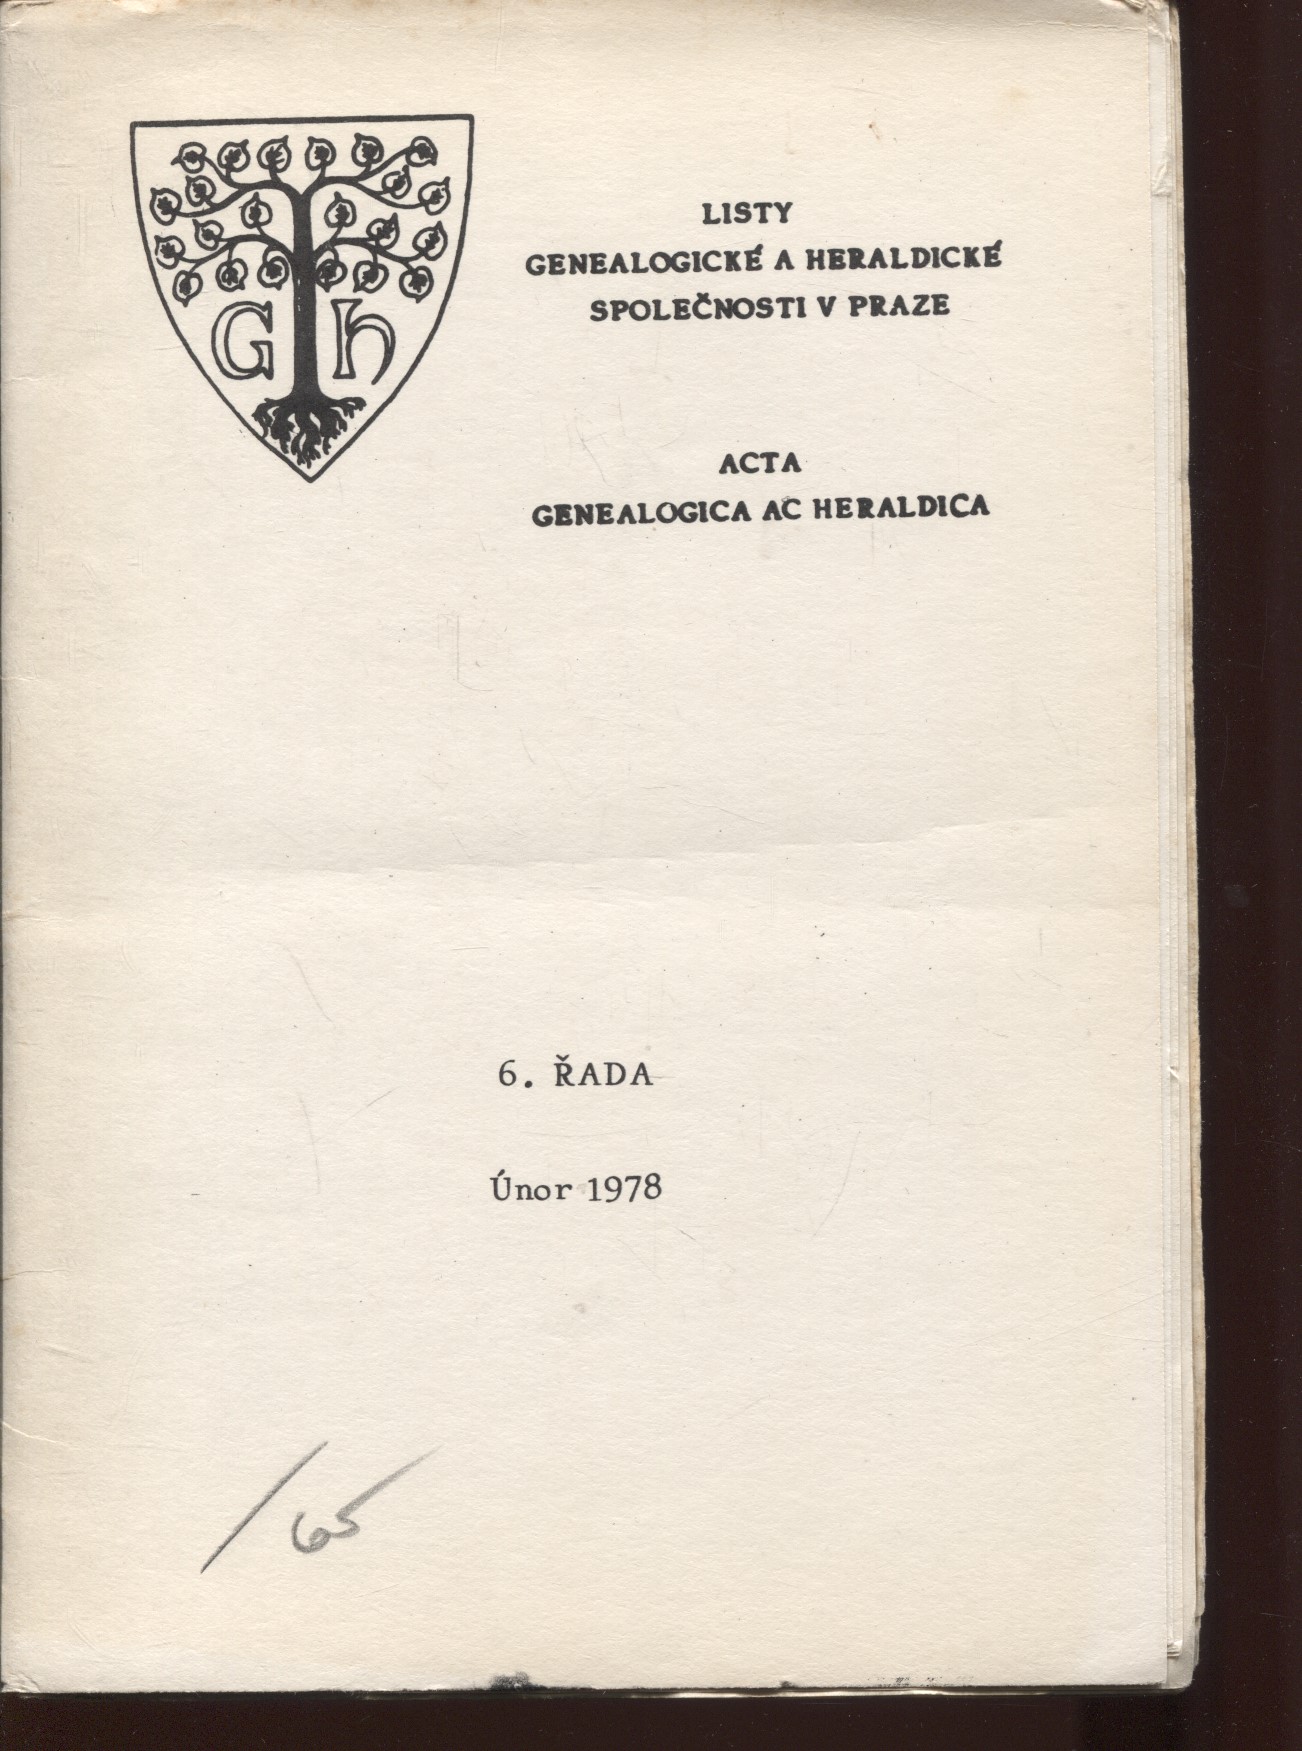 G h
LISTY
GENEALOGICKÉ A HERALDICKÉ
SPOLEČNOSTI V PRAZE
ACTA
GENEALOGICA AC HERALDICA
6. ŘADA
Únor 1978
/65